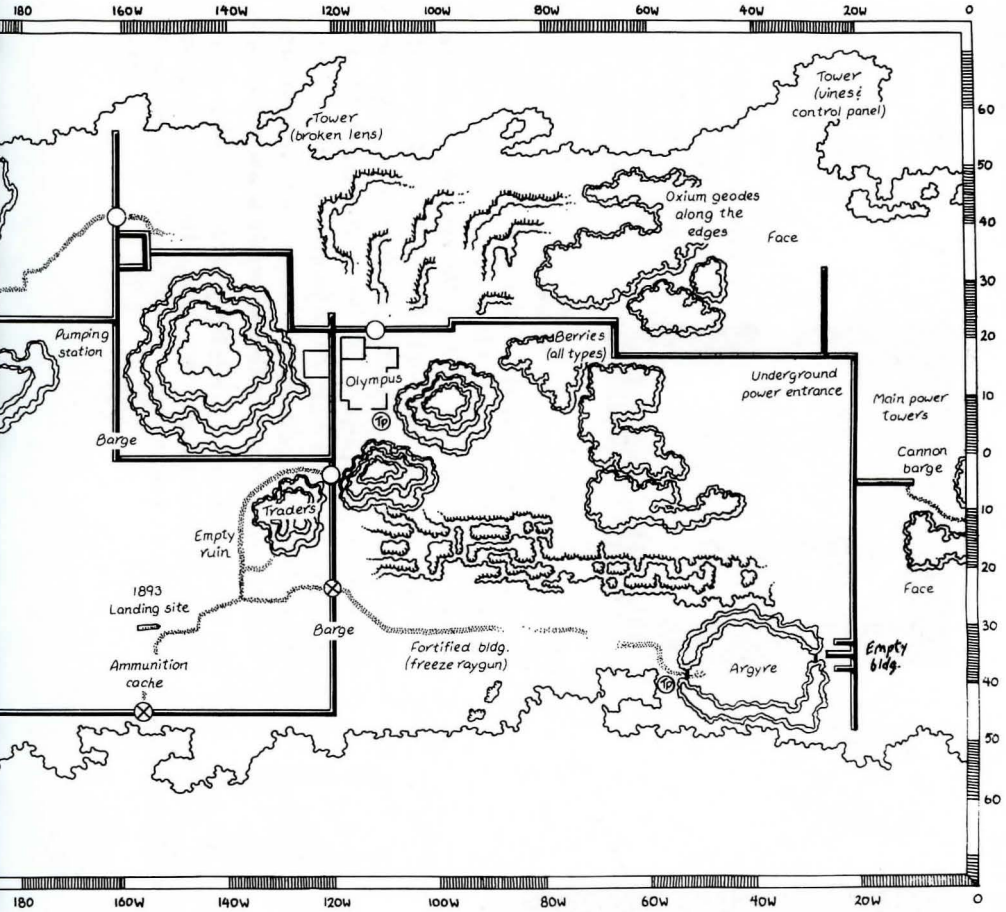 180 160W 140W 120W 100W 80W 60W 40W 20W 0
Tower
(vines &
control panel)
60
Tower
(broken lens)
50
Oxium geodes
along the
edges
40
Face
30
Pumping
station
Berries
(all types)
20
Olympus
Underground
power entrance
10
Main power
towers
TP
Barge
0
Cannon
barge
Traders
10
Empty
ruin
20
1893
Landing site
Face
30
Barge
Fortified bldg.
(freeze raygun)
Empty
bldg.
Ammunition
cache
Argyre
TP
40
50
60
180 160W 140W 120W 100W 80W 60W 40W 20W 0